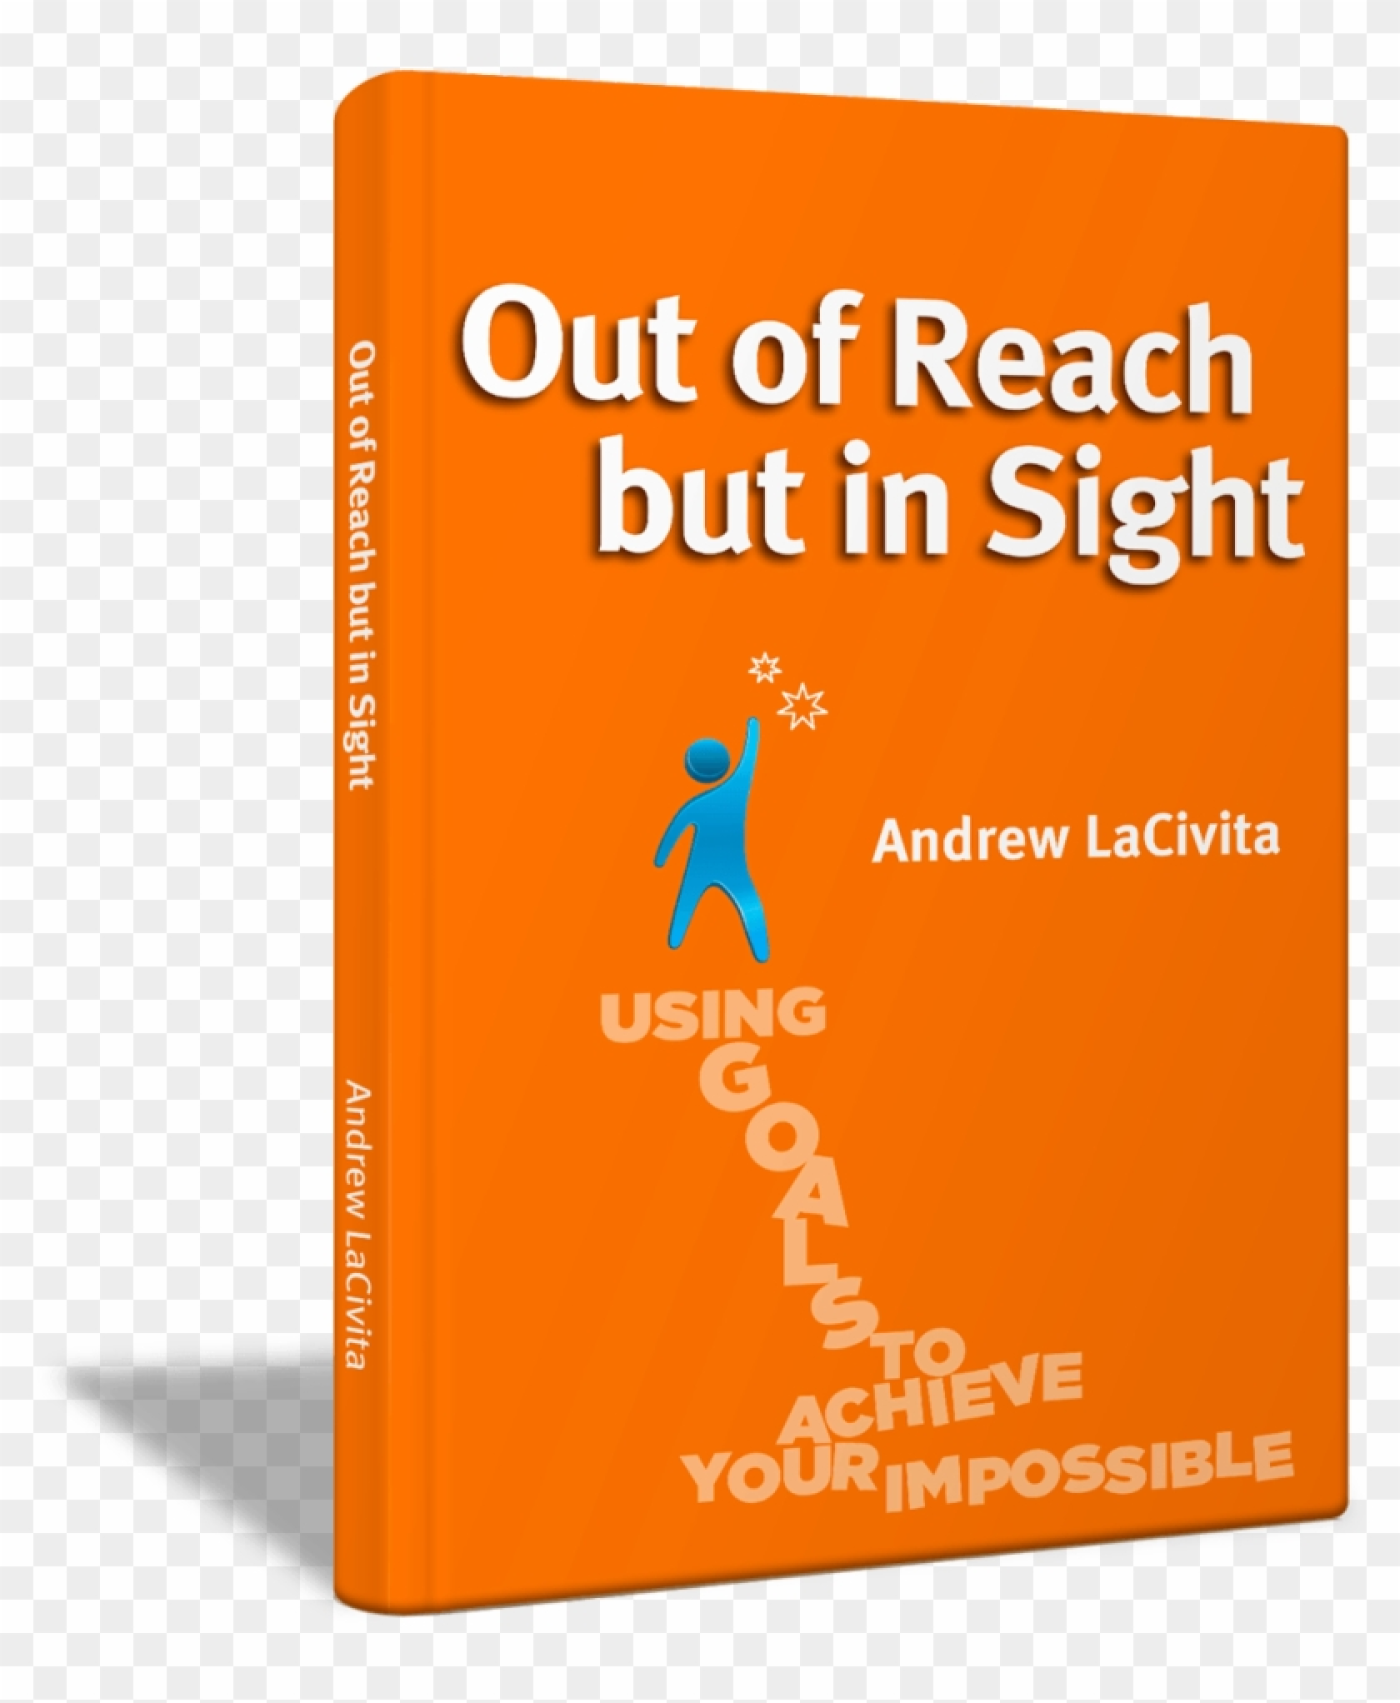 Out of Reach
but in Sight
Andrew LaCivita
USING
GOALS
TO
ACHIEVE
YOUR IMPOSSIBLE
Out of Reach but in Sight
Andrew LaCivita